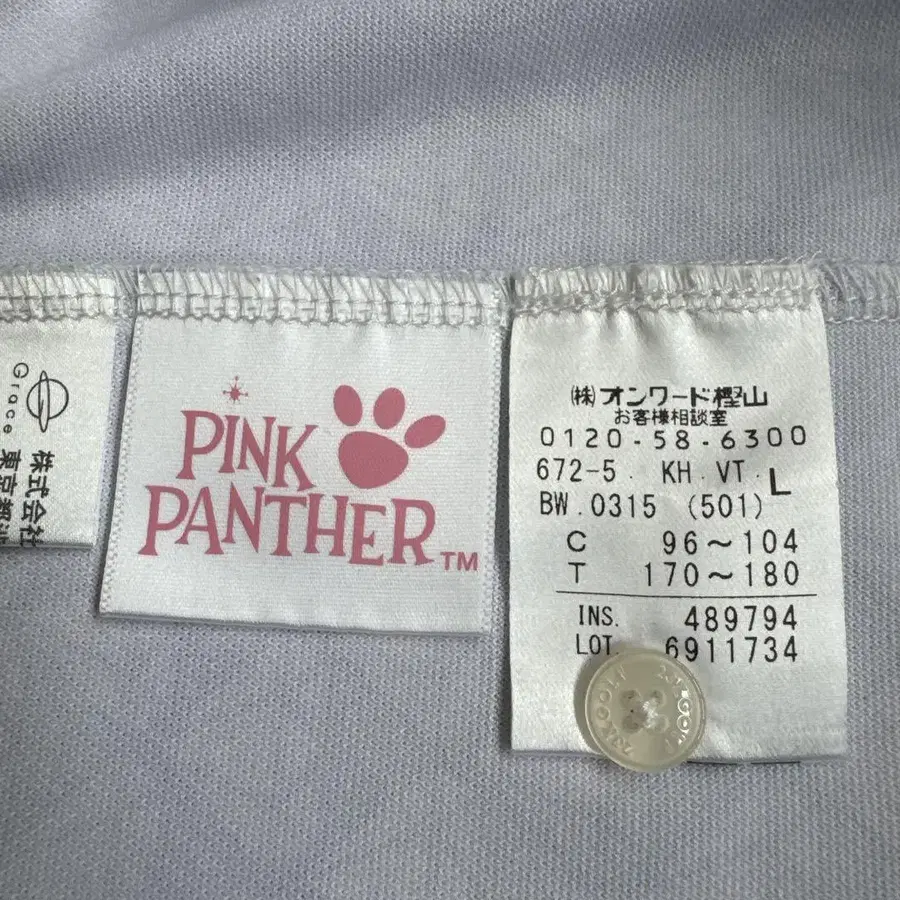 Grace
株式会社
PINK
PANTHER
TM
㈱オンワード樫山
お客様相談室
0120-58-6300
672-5. KH.VT. L
BW.0315 (501)
C 96~104
T 170~180
INS. 489794
LOT. 6911734